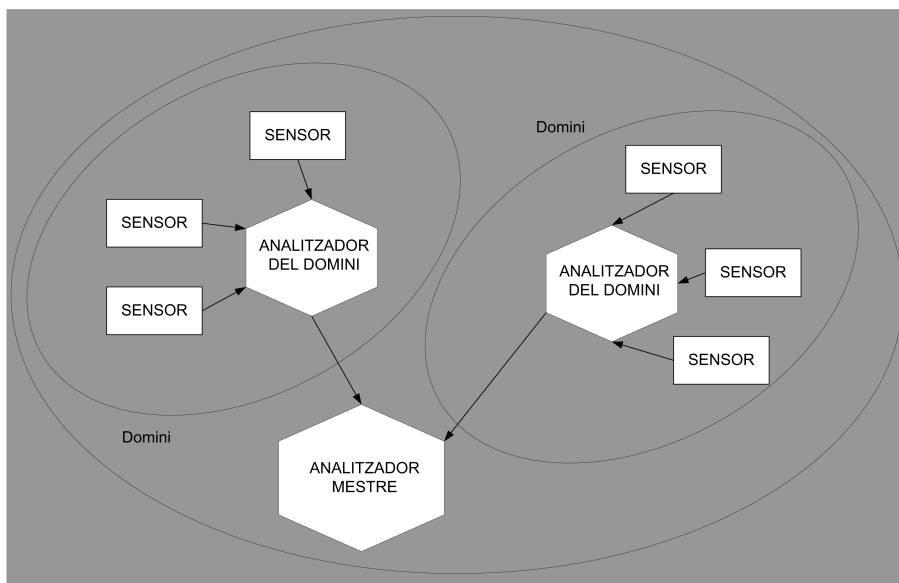 SENSOR
Domini
SENSOR
SENSOR
ANALITZADOR
DEL DOMINI
ANALITZADOR
DEL DOMINI
SENSOR
SENSOR
SENSOR
Domini
ANALITZADOR
MESTRE